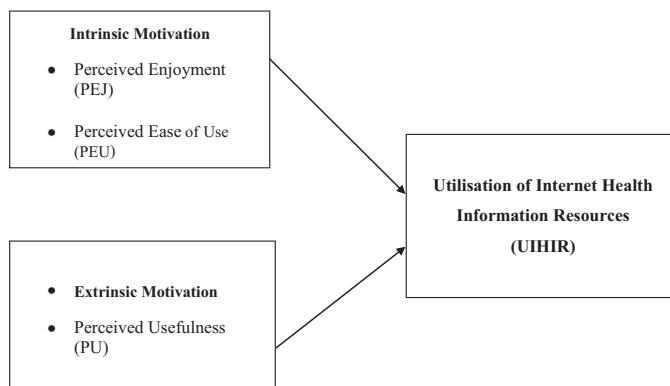 Intrinsic Motivation
● Perceived Enjoyment
(PEJ)
● Perceived Ease of Use
(PEU)
Utilisation of Internet Health
Information Resources
(UIHIR)
●
Extrinsic Motivation
● Perceived Usefulness
(PU)